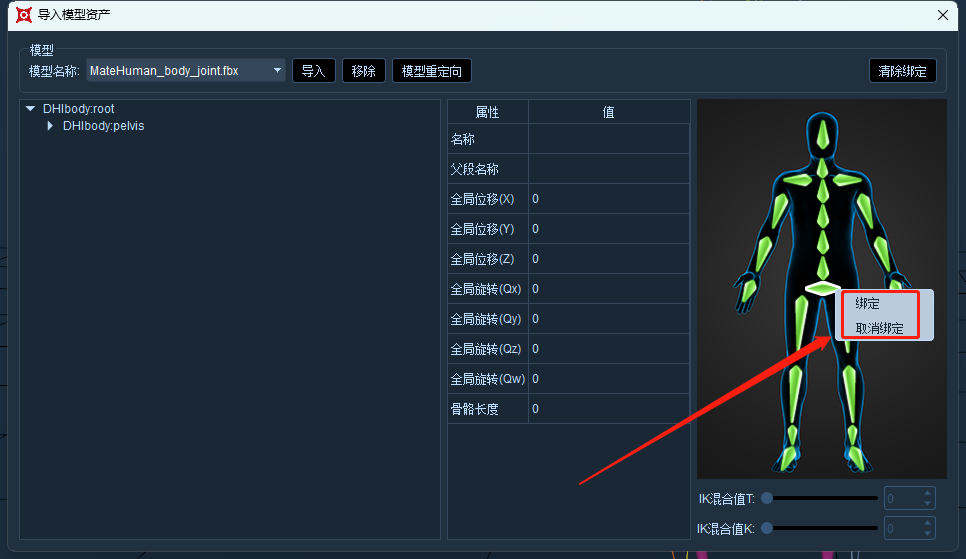 导入模型资产
模型
模型名称: MateHuman_body_joint.fbx 导入 移除 模型重定向 清除绑定
DHIbody:root
DHIbody:pelvis
属性 值
名称
父段名称
全局位移(X) 0
全局位移(Y) 0
全局位移(Z) 0
全局旋转(Qx) 0
全局旋转(Qy) 0
全局旋转(Qz) 0
全局旋转(Qw) 0
骨骼长度 0
绑定
取消绑定
IK混合值T: 0
IK混合值K: 0